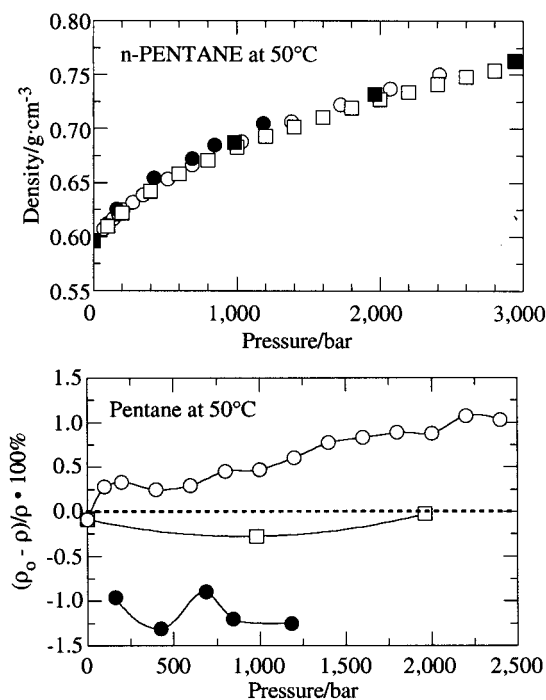 0.80
n-PENTANE at 50°C
0.75
0.70
0.65
0.60
0.55
Density/g·cm⁻³
0 1,000 2,000 3,000
Pressure/bar
1.5
Pentane at 50°C
1.0
0.5
0.0
-0.5
-1.0
-1.5
(ρₒ - ρ)/ρ • 100%
0 500 1,000 1,500 2,000 2,500
Pressure/bar